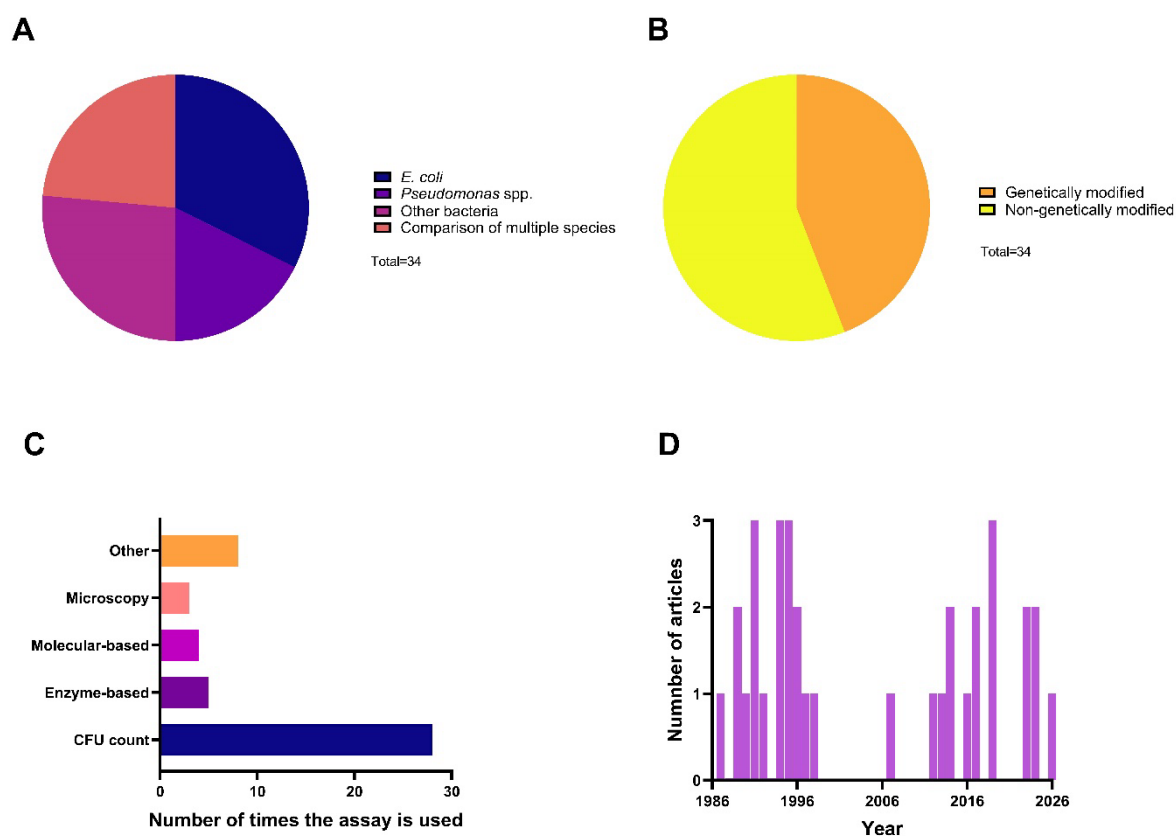 A
E. coli
Pseudomonas spp.
Other bacteria
Comparison of multiple species
Total=34
B
Genetically modified
Non-genetically modified
Total=34
C
Other
Microscopy
Molecular-based
Enzyme-based
CFU count
0 10 20 30
Number of times the assay is used
D
Numnber of articles
3
2
1
0
1986 1996 2006 2016 2026
Year